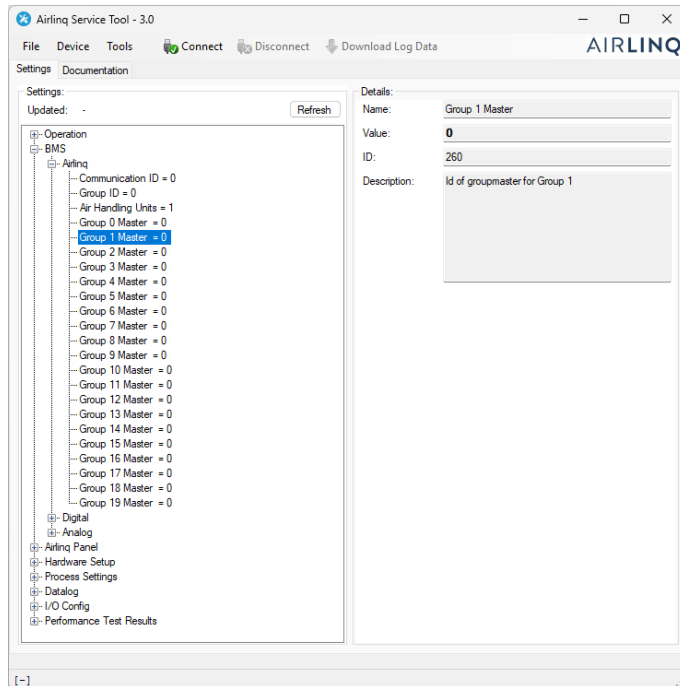 Airlinq Service Tool - 3.0
File Device Tools Connect Disconnect Download Log Data AIRLINQ
Settings Documentation
Settings:
Updated: - Refresh
Operation
BMS
Airlinq
Communication ID = 0
Group ID = 0
Air Handling Units = 1
Group 0 Master = 0
Group 1 Master = 0
Group 2 Master = 0
Group 3 Master = 0
Group 4 Master = 0
Group 5 Master = 0
Group 6 Master = 0
Group 7 Master = 0
Group 8 Master = 0
Group 9 Master = 0
Group 10 Master = 0
Group 11 Master = 0
Group 12 Master = 0
Group 13 Master = 0
Group 14 Master = 0
Group 15 Master = 0
Group 16 Master = 0
Group 17 Master = 0
Group 18 Master = 0
Group 19 Master = 0
Digital
Analog
Airlinq Panel
Hardware Setup
Process Settings
Datalog
I/O Config
Performance Test Results
Details:
Name: Group 1 Master
Value: 0
ID: 260
Description: Id of groupmaster for Group 1
[-]